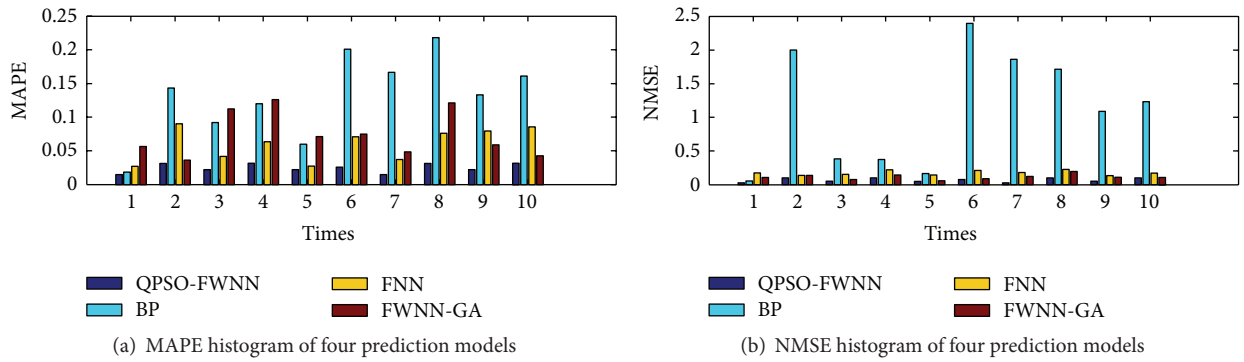 0.25
0.2
0.15
0.1
0.05
0
MAPE
1 2 3 4 5 6 7 8 9 10
Times
QPSO-FWNN
BP
FNN
FWNN-GA
(a) MAPE histogram of four prediction models
2.5
2
1.5
1
0.5
0
NMSE
1 2 3 4 5 6 7 8 9 10
Times
QPSO-FWNN
BP
FNN
FWNN-GA
(b) NMSE histogram of four prediction models